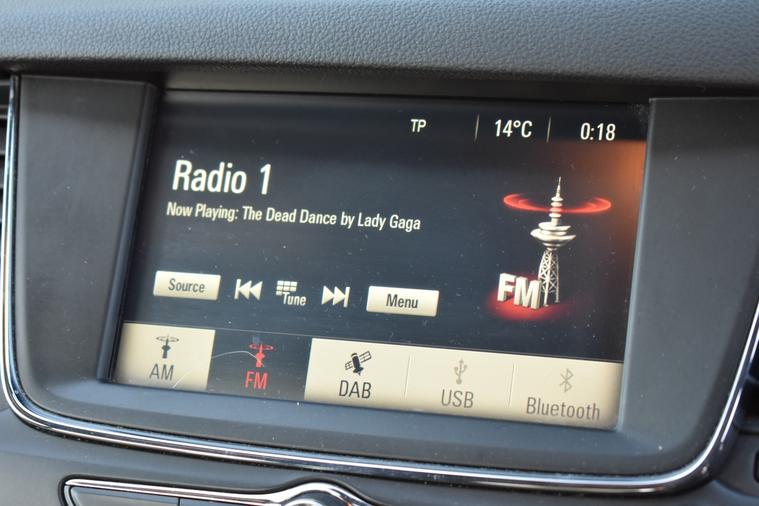 TP 14°C 0:18
Radio 1
Now Playing: The Dead Dance by Lady Gaga
FM
Source Tune Menu
AM FM DAB USB Bluetooth